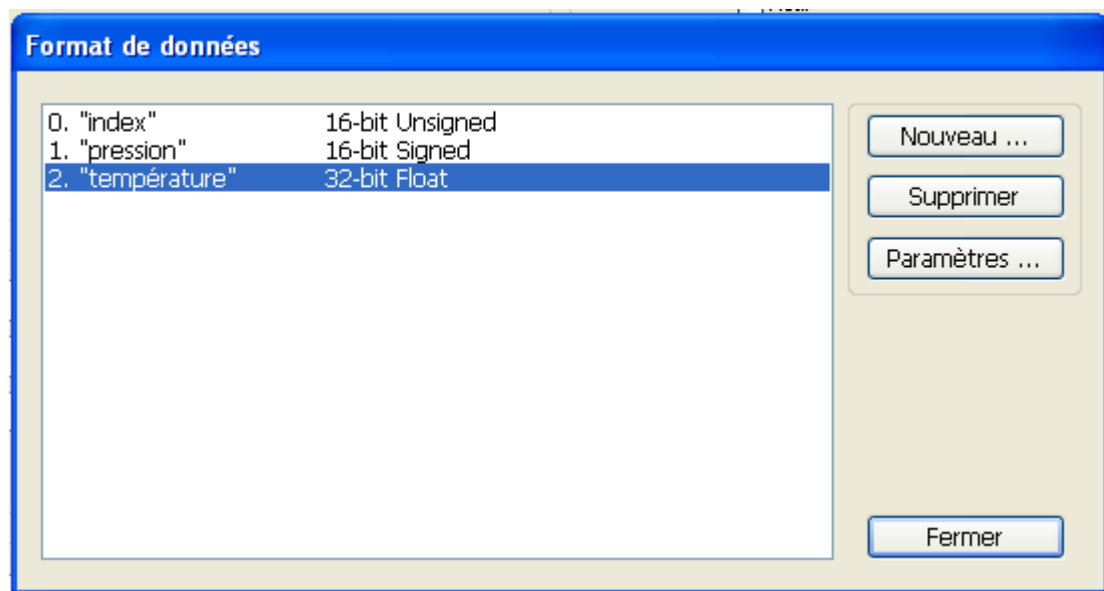 Format de données
0. "index" 16-bit Unsigned
1. "pression" 16-bit Signed
2. "température" 32-bit Float
Nouveau ...
Supprimer
Paramètres ...
Fermer